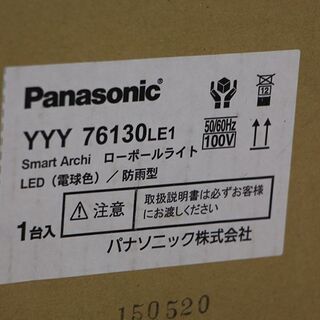 Panasonic
YYY 76130LE1
50/60Hz
100V
12
Smart Archi ローポールライト
LED（電球色）／防雨型
1台入
⚠注意
取扱説明書は必ずお客様
にお渡しください
パナソニック株式会社
150520